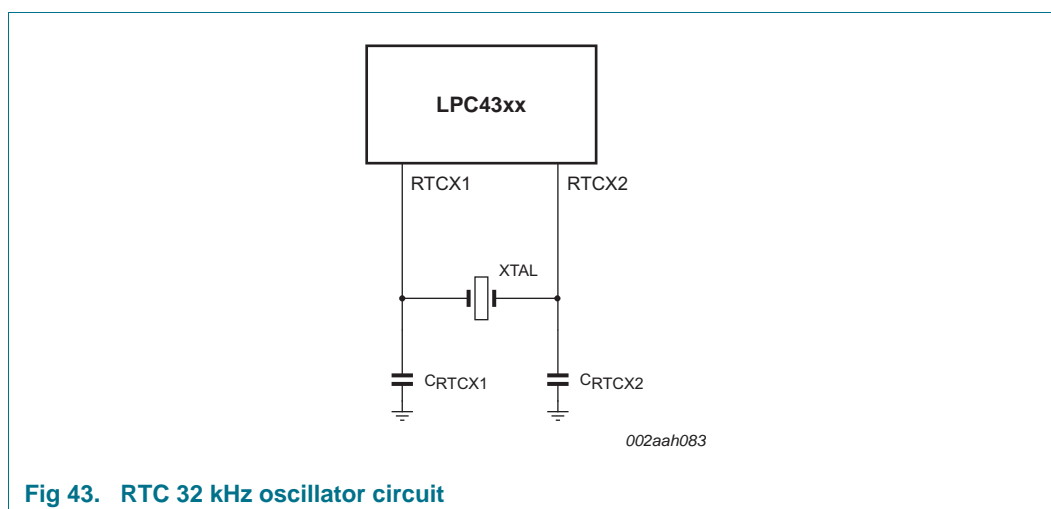 LPC43xx
RTCX1
RTCX2
XTAL
CRTCX1
CRTCX2
002aah083
Fig 43. RTC 32 kHz oscillator circuit